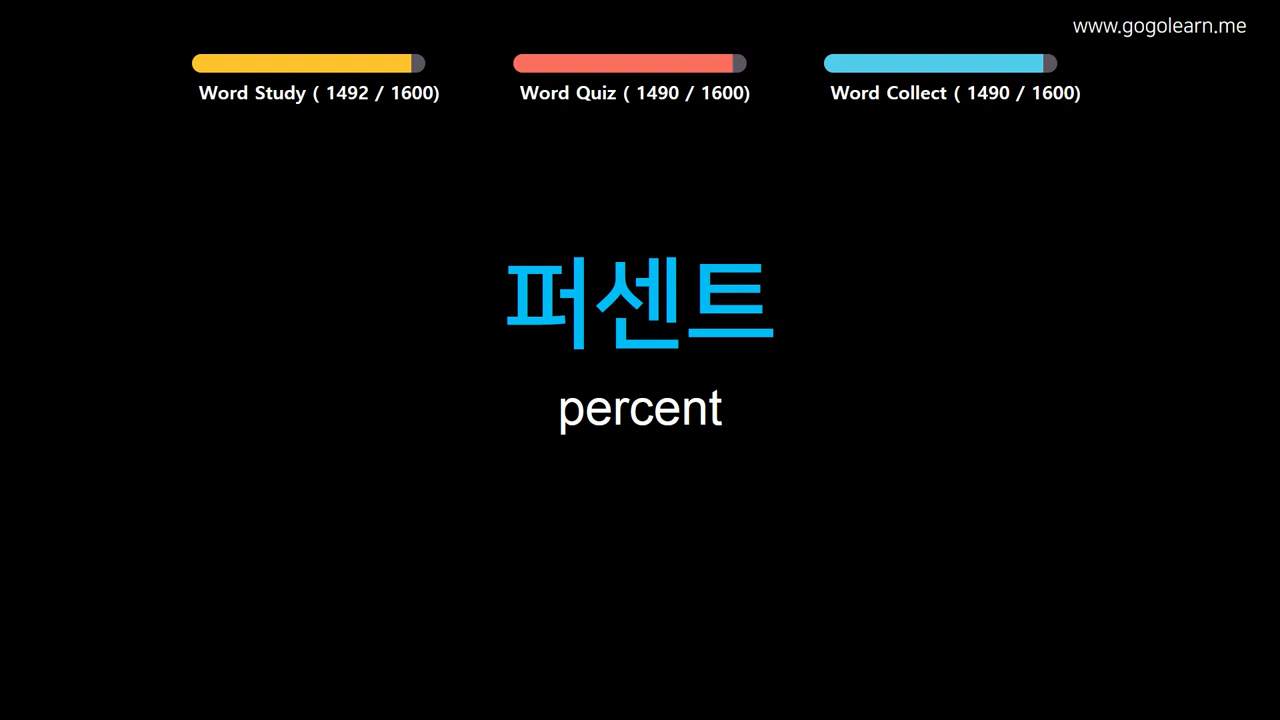 www.gogolearn.me
Word Study ( 1492 / 1600)
Word Quiz ( 1490 / 1600)
Word Collect ( 1490 / 1600)
퍼센트
percent